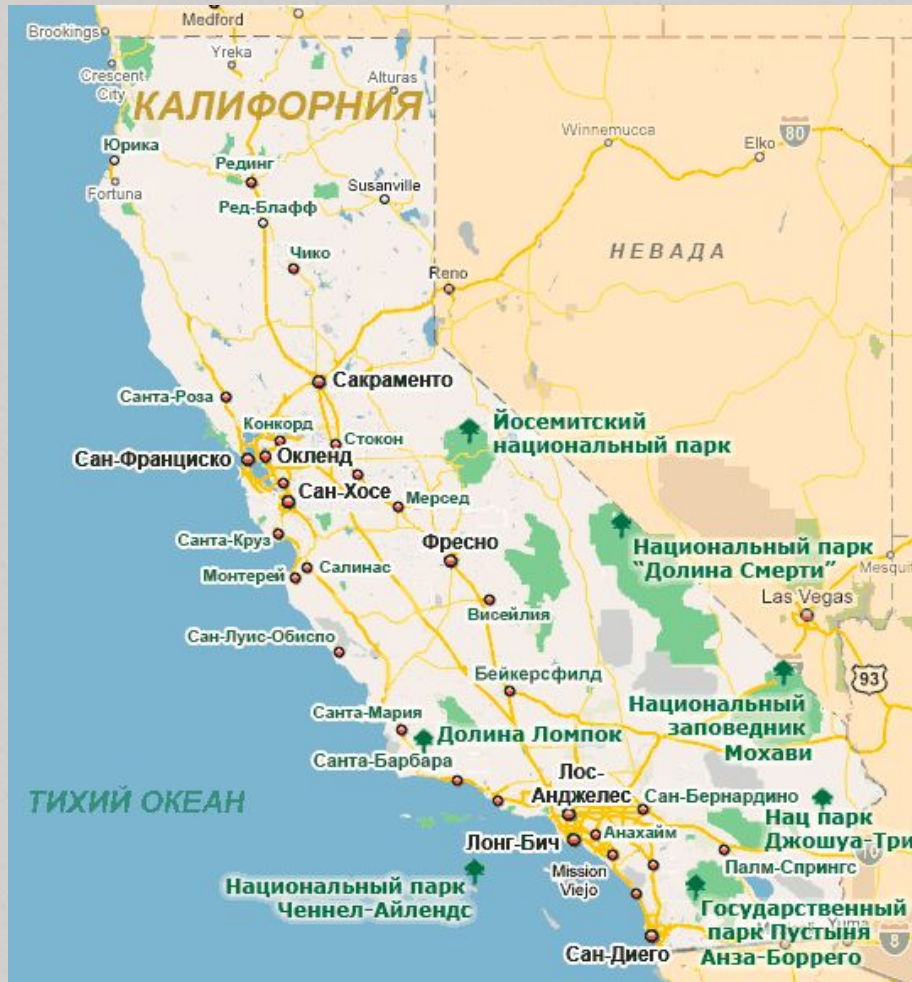 Medford
Brookings
Yreka
Crescent
City
Alturas
КАЛИФОРНИЯ
Winnemucca
80
Elko
Юрика
Рединг
Fortuna
Susanville
Ред-Блафф
Чико
НЕВАДА
Reno
Сакраменто
Санта-Роза
Йосемитский
национальный парк
Конкорд
Стокон
Сан-Франциско
Окленд
Сан-Хосе
Мерсед
Санта-Круз
Фресно
Национальный парк
"Долина Смерти"
Салинас
Монтерей
Mesquit
Las Vegas
Висейлия
Сан-Луис-Обиспо
Бейкерсфилд
93
Национальный
заповедник
Мохави
Санта-Мария
Долина Ломпок
Санта-Барбара
Лос-
Анджелес
Сан-Бернардино
ТИХИЙ ОКЕАН
Нац парк
Джошуа-Три
Анахайм
Лонг-Бич
10
Палм-Спрингс
Mission
Viejo
Национальный парк
Ченнел-Айлендс
Государственный
парк Пустыня
Анза-Боррего
Yuma
8
Сан-Диего